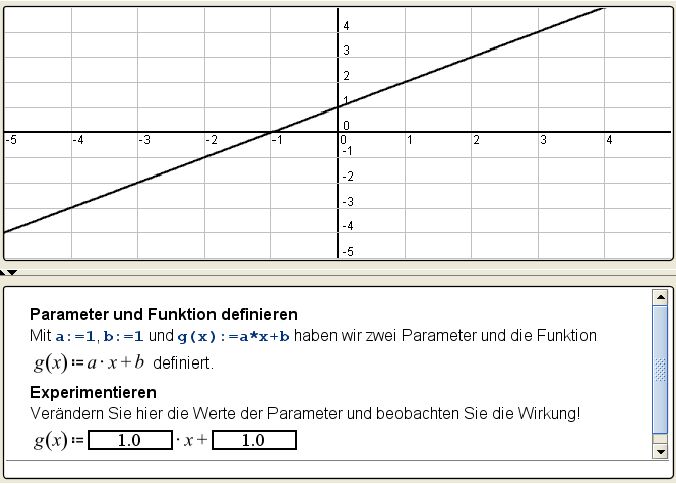 4
3
2
1
0
-5 -4 -3 -2 -1 0 1 2 3 4
-1
-2
-3
-4
-5
Parameter und Funktion definieren
Mit a:=1, b:=1 und g(x):=a*x+b haben wir zwei Parameter und die Funktion
g(x):= a· x+b definiert.
Experimentieren
Verändern Sie hier die Werte der Parameter und beobachten Sie die Wirkung!
g(x):= 1.0 ·x+ 1.0